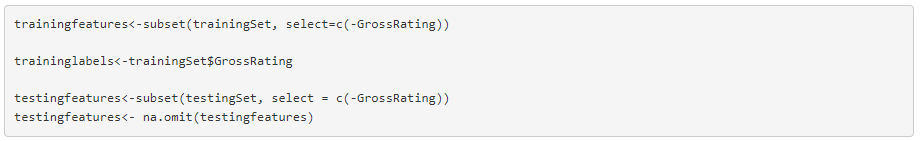 trainingfeatures<-subset(trainingSet, select=c(-GrossRating))
traininglabels<-trainingSet$GrossRating
testingfeatures<-subset(testingSet, select = c(-GrossRating))
testingfeatures<- na.omit(testingfeatures)